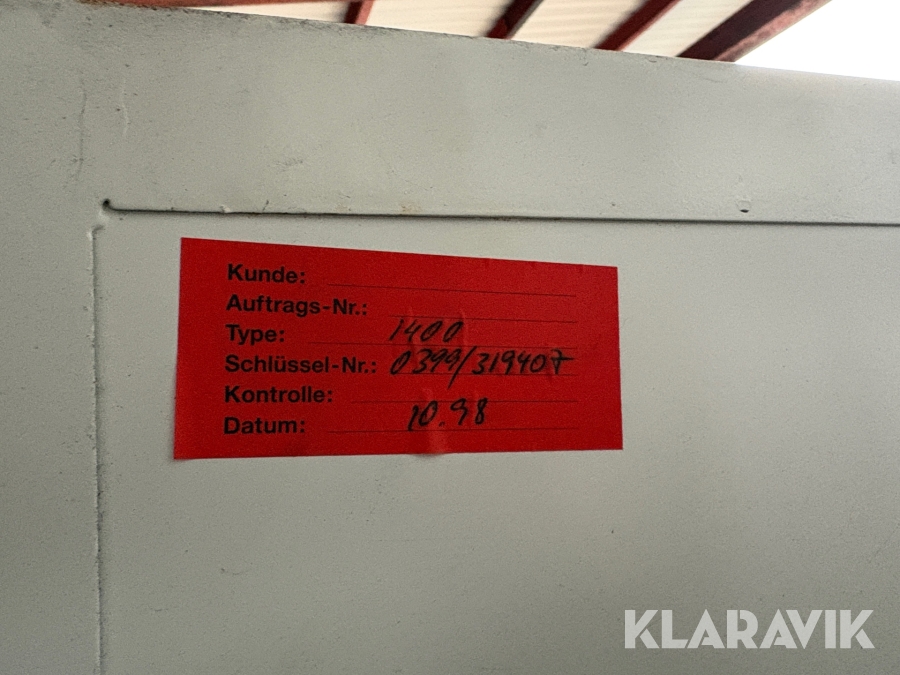 Kunde:
Auftrags-Nr.:
Type: 1400
Schlüssel-Nr.: 0399/319407
Kontrolle:
Datum: 10.98
KLARAVIK